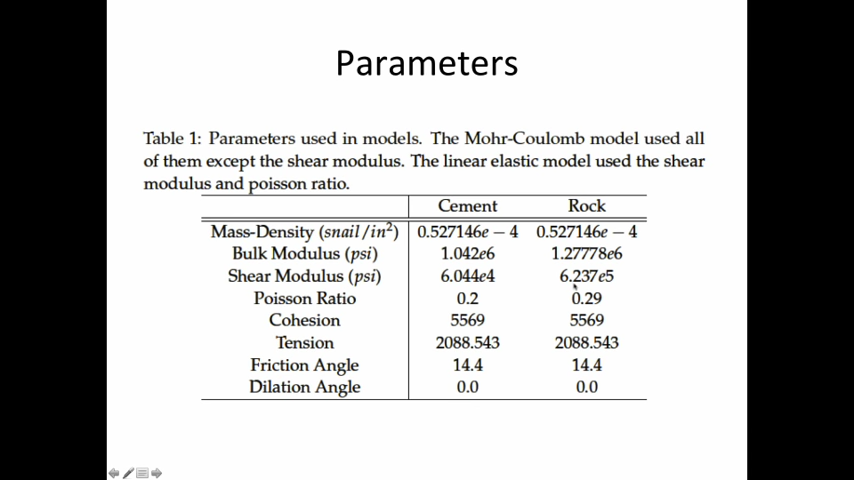 Parameters
Table 1: Parameters used in models. The Mohr-Coulomb model used all
of them except the shear modulus. The linear elastic model used the shear
modulus and poisson ratio.
Cement Rock
Mass-Density (snail/in²) 0.527146e − 4 0.527146e − 4
Bulk Modulus (psi) 1.042e6 1.27778e6
Shear Modulus (psi) 6.044e4 6.237e5
Poisson Ratio 0.2 0.29
Cohesion 5569 5569
Tension 2088.543 2088.543
Friction Angle 14.4 14.4
Dilation Angle 0.0 0.0